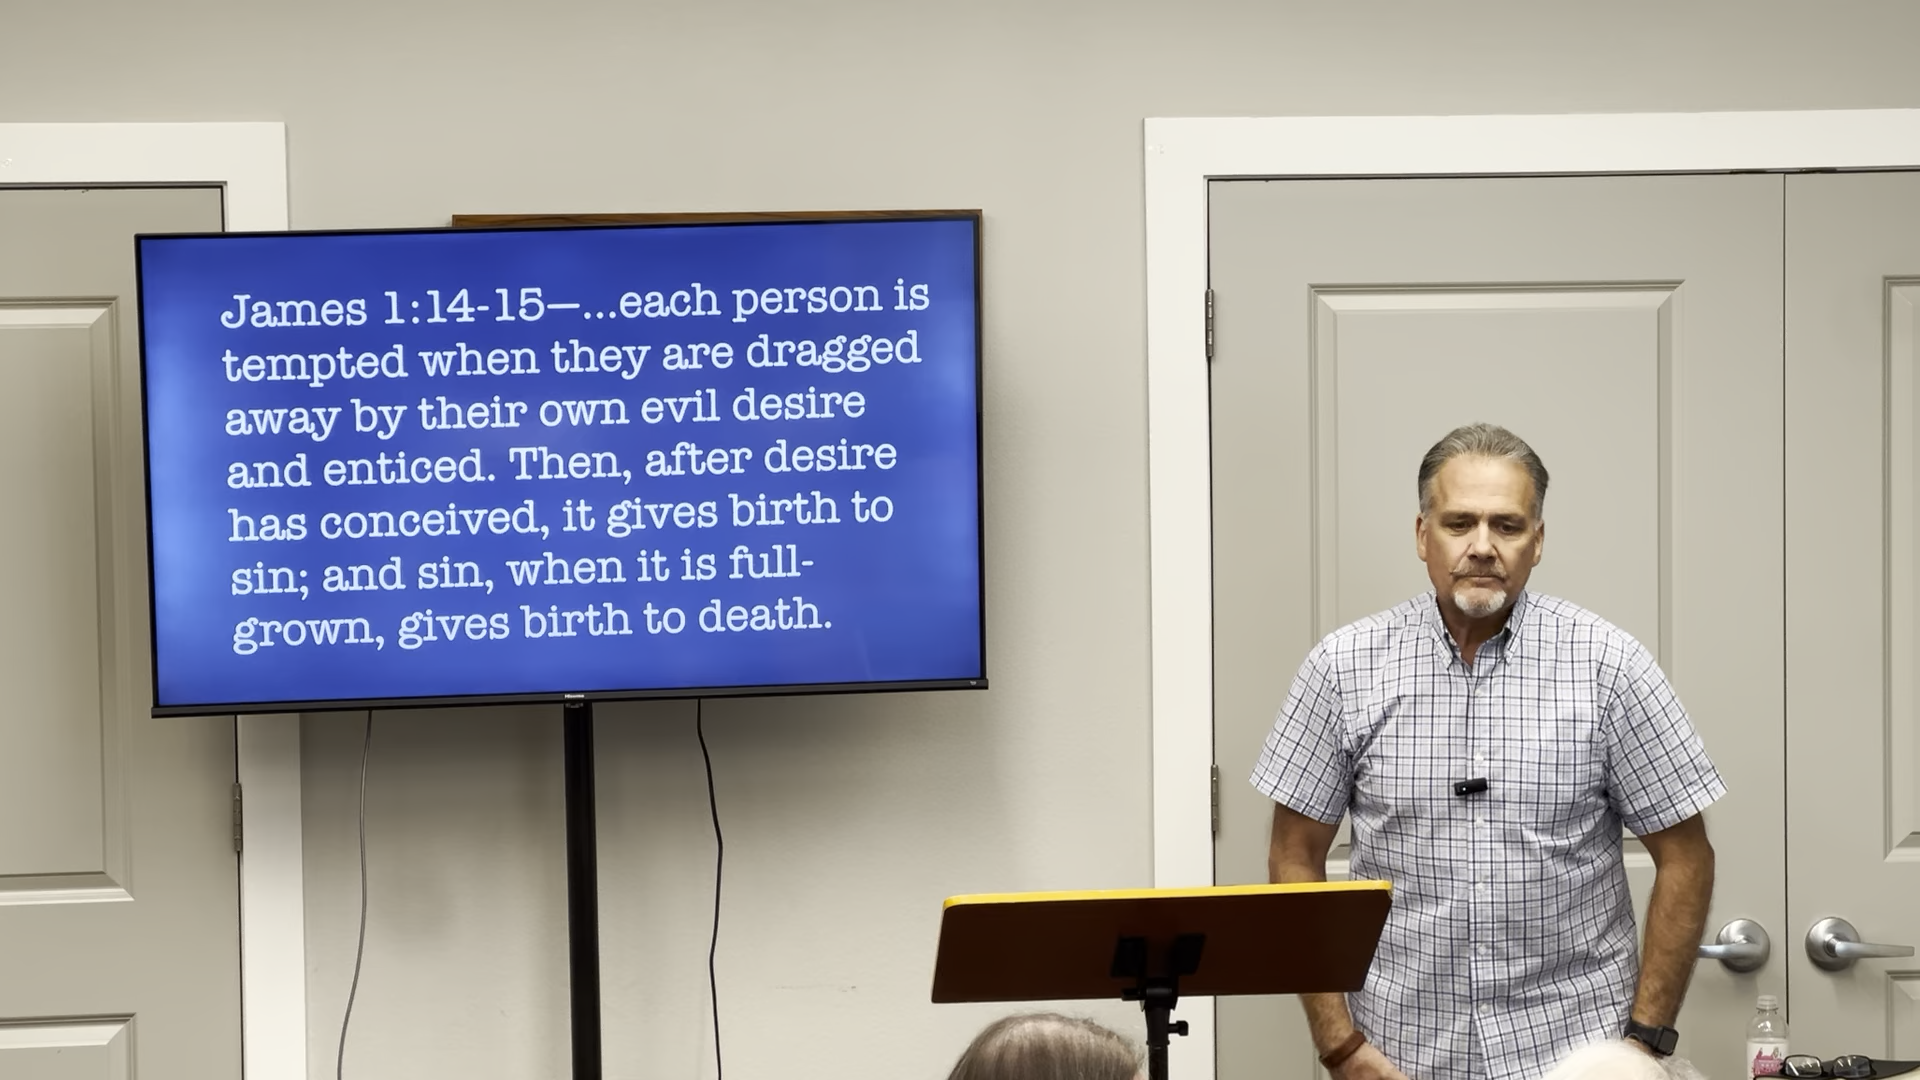 James 1:14-15—...each person is
tempted when they are dragged
away by their own evil desire
and enticed. Then, after desire
has conceived, it gives birth to
sin; and sin, when it is full-
grown, gives birth to death.
Hisense